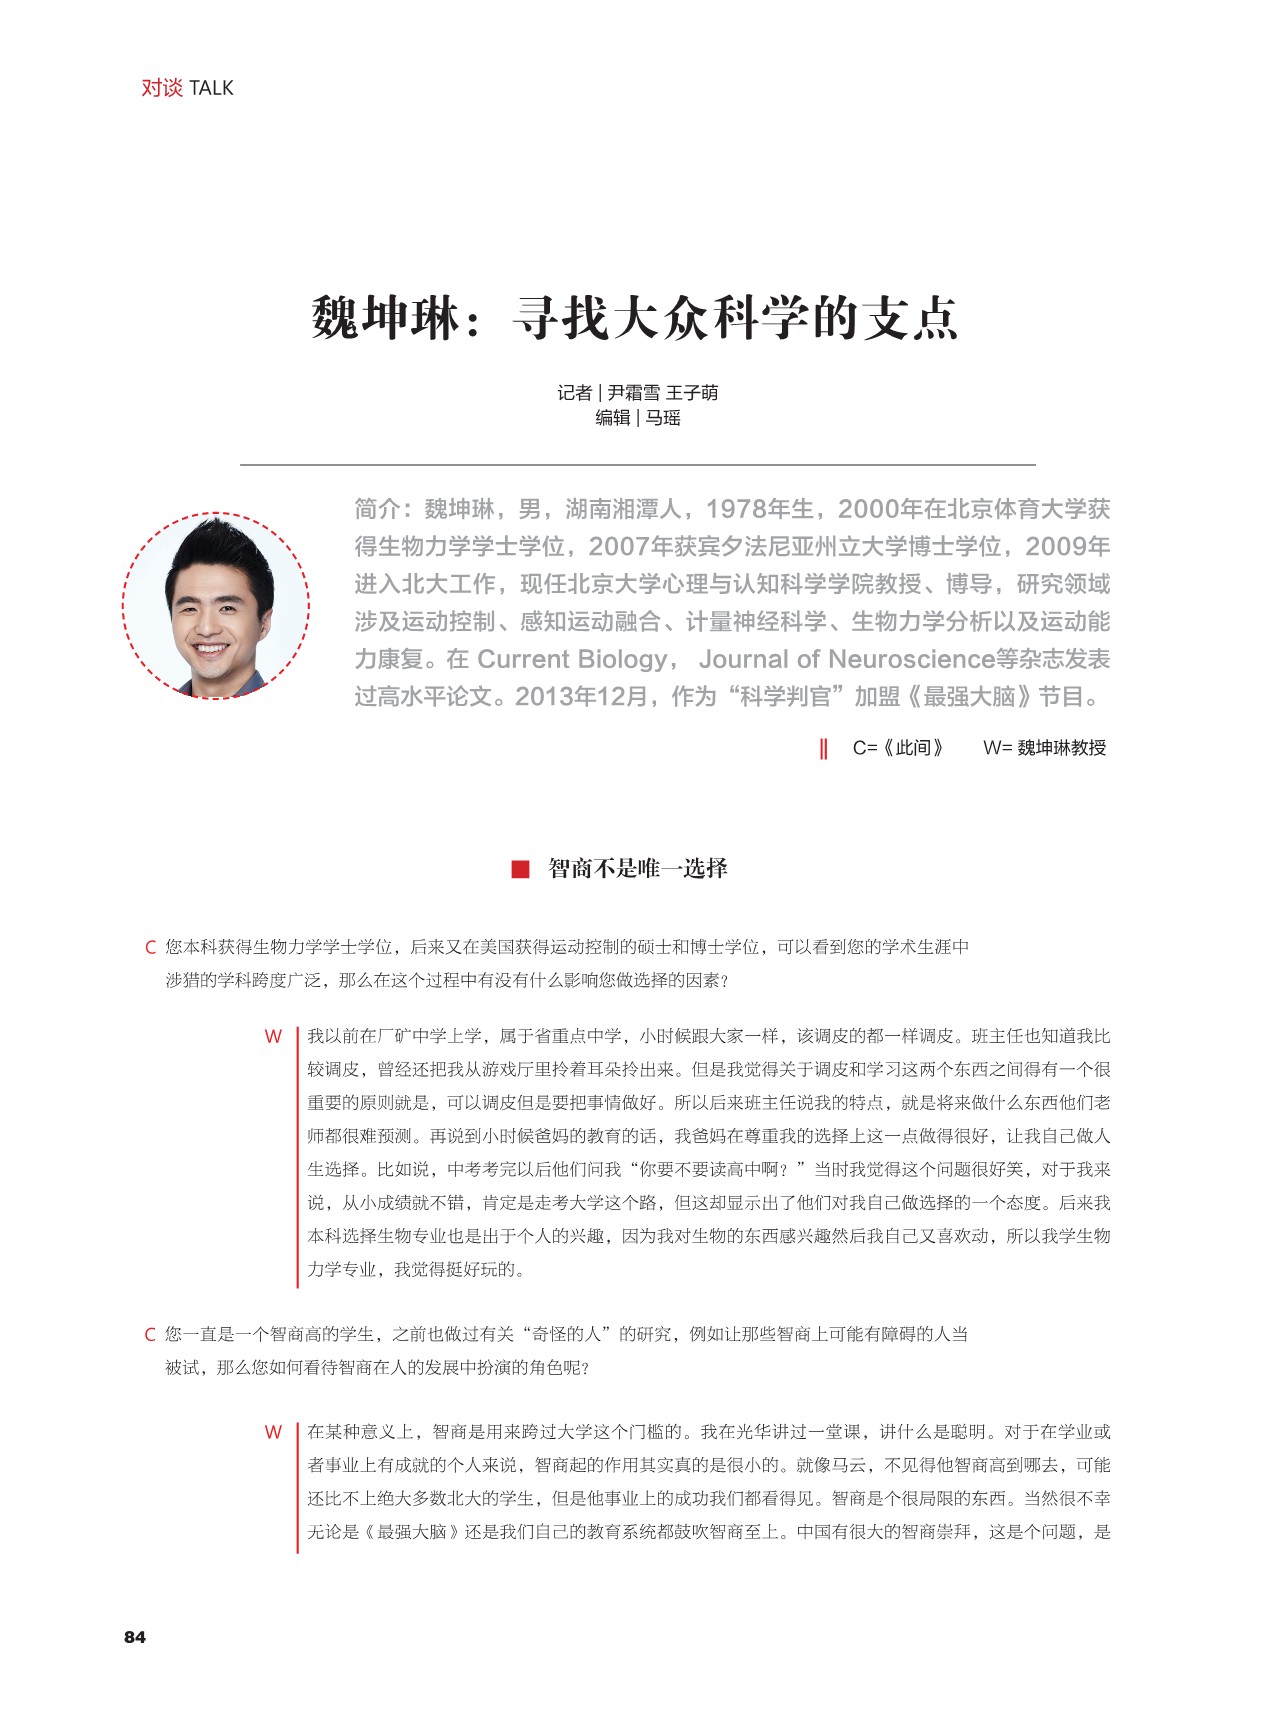 对谈 TALK
魏坤琳：寻找大众科学的支点
记者 | 尹霜雪 王子萌
编辑 | 马瑶
简介：魏坤琳，男，湖南湘潭人，1978年生，2000年在北京体育大学获
得生物力学学士学位，2007年获宾夕法尼亚州立大学博士学位，2009年
进入北大工作，现任北京大学心理与认知科学学院教授、博导，研究领域
涉及运动控制、感知运动融合、计量神经科学、生物力学分析以及运动能
力康复。在 Current Biology， Journal of Neuroscience等杂志发表
过高水平论文。2013年12月，作为“科学判官”加盟《最强大脑》节目。
C=《此间》 W= 魏坤琳教授
智商不是唯一选择
C 您本科获得生物力学学士学位，后来又在美国获得运动控制的硕士和博士学位，可以看到您的学术生涯中
涉猎的学科跨度广泛，那么在这个过程中有没有什么影响您做选择的因素？
W 我以前在厂矿中学上学，属于省重点中学，小时候跟大家一样，该调皮的都一样调皮。班主任也知道我比
较调皮，曾经还把我从游戏厅里拎着耳朵拎出来。但是我觉得关于调皮和学习这两个东西之间得有一个很
重要的原则就是，可以调皮但是要把事情做好。所以后来班主任说我的特点，就是将来做什么东西他们老
师都很难预测。再说到小时候爸妈的教育的话，我爸妈在尊重我的选择上这一点做得很好，让我自己做人
生选择。比如说，中考考完以后他们问我“你要不要读高中啊？”当时我觉得这个问题很好笑，对于我来
说，从小成绩就不错，肯定是走考大学这个路，但这却显示出了他们对我自己做选择的一个态度。后来我
本科选择生物专业也是出于个人的兴趣，因为我对生物的东西感兴趣然后我自己又喜欢动，所以我学生物
力学专业，我觉得挺好玩的。
C 您一直是一个智商高的学生，之前也做过有关“奇怪的人”的研究，例如让那些智商上可能有障碍的人当
被试，那么您如何看待智商在人的发展中扮演的角色呢？
W 在某种意义上，智商是用来跨过大学这个门槛的。我在光华讲过一堂课，讲什么是聪明。对于在学业或
者事业上有成就的个人来说，智商起的作用其实真的是很小的。就像马云，不见得他智商高到哪去，可能
还比不上绝大多数北大的学生，但是他事业上的成功我们都看得见。智商是个很局限的东西。当然很不幸
无论是《最强大脑》还是我们自己的教育系统都鼓吹智商至上。中国有很大的智商崇拜，这是个问题，是
84